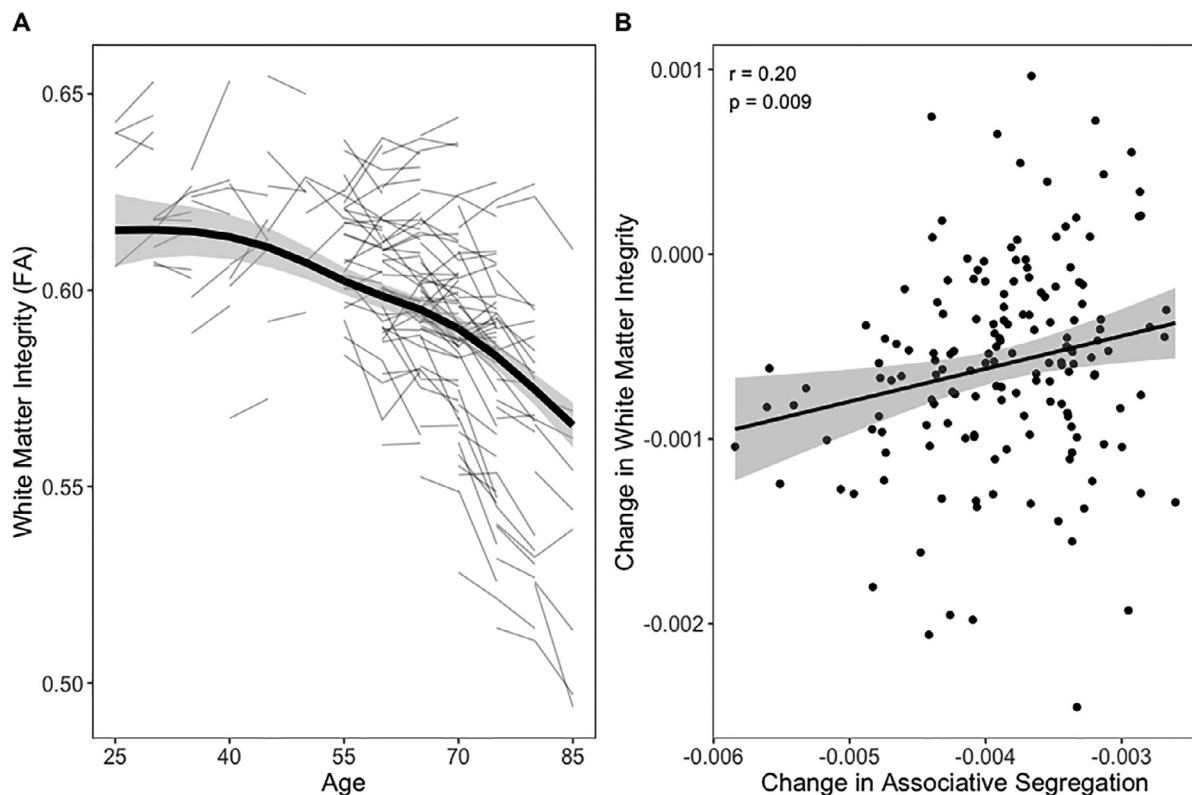 A
White Matter Integrity (FA)
0.65
0.60
0.55
0.50
25 40 55 70 85
Age
B
r = 0.20
p = 0.009
Change in White Matter Integrity
0.001
0.000
-0.001
-0.002
-0.006 -0.005 -0.004 -0.003
Change in Associative Segregation